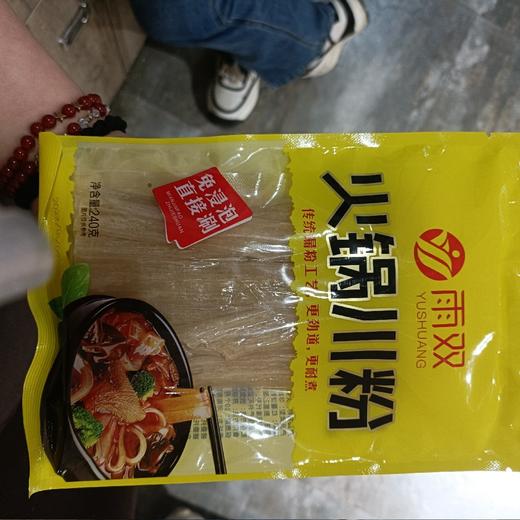 雨双
YUSHUANG
火锅川粉
传统漏粉工艺,更劲道,更耐煮
免浸泡
直接涮
净含量:240克